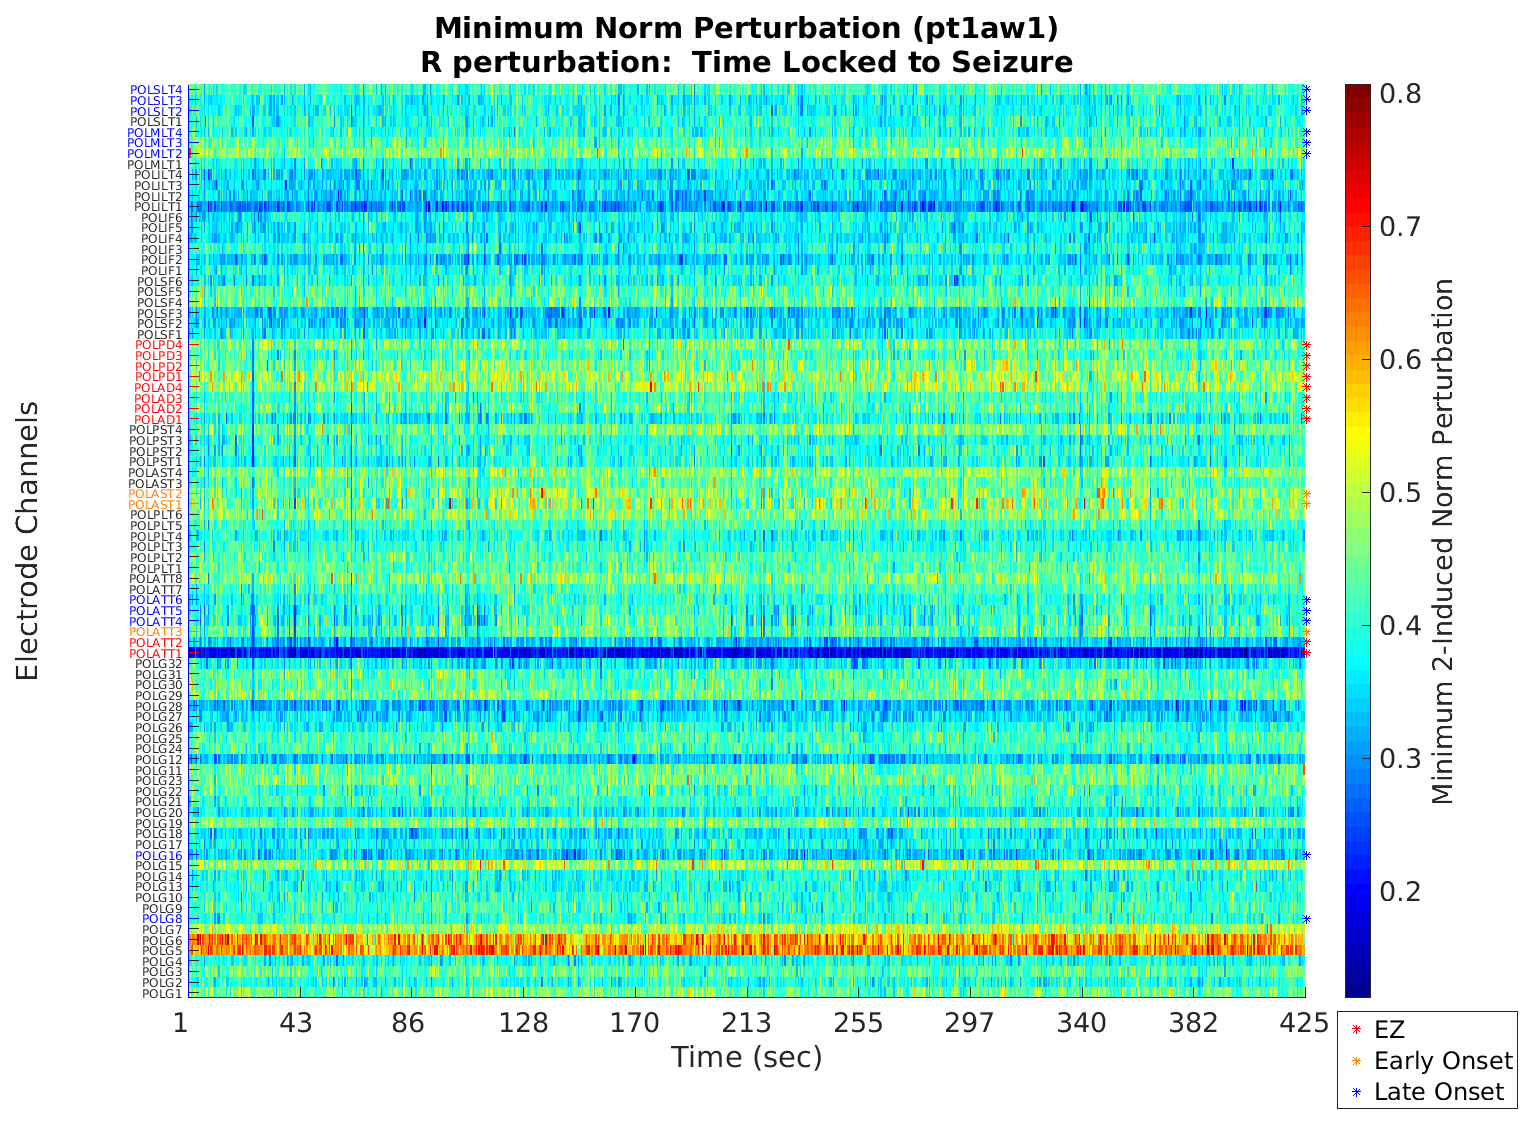 Minimum Norm Perturbation (pt1aw1)
R perturbation:  Time Locked to Seizure
Electrode Channels
POLSLT4
POLSLT3
POLSLT2
POLSLT1
POLMLT4
POLMLT3
POLMLT2
POLMLT1
POLILT4
POLILT3
POLILT2
POLILT1
POLIF6
POLIF5
POLIF4
POLIF3
POLIF2
POLIF1
POLSF6
POLSF5
POLSF4
POLSF3
POLSF2
POLSF1
POLPD4
POLPD3
POLPD2
POLPD1
POLAD4
POLAD3
POLAD2
POLAD1
POLPST4
POLPST3
POLPST2
POLPST1
POLAST4
POLAST3
POLAST2
POLAST1
POLPLT6
POLPLT5
POLPLT4
POLPLT3
POLPLT2
POLPLT1
POLATT8
POLATT7
POLATT6
POLATT5
POLATT4
POLATT3
POLATT2
POLATT1
POLG32
POLG31
POLG30
POLG29
POLG28
POLG27
POLG26
POLG25
POLG24
POLG12
POLG11
POLG23
POLG22
POLG21
POLG20
POLG19
POLG18
POLG17
POLG16
POLG15
POLG14
POLG13
POLG10
POLG9
POLG8
POLG7
POLG6
POLG5
POLG4
POLG3
POLG2
POLG1
1 43 86 128 170 213 255 297 340 382 425
Time (sec)
0.8
0.7
0.6
0.5
0.4
0.3
0.2
Minimum 2-Induced Norm Perturbation
EZ
Early Onset
Late Onset